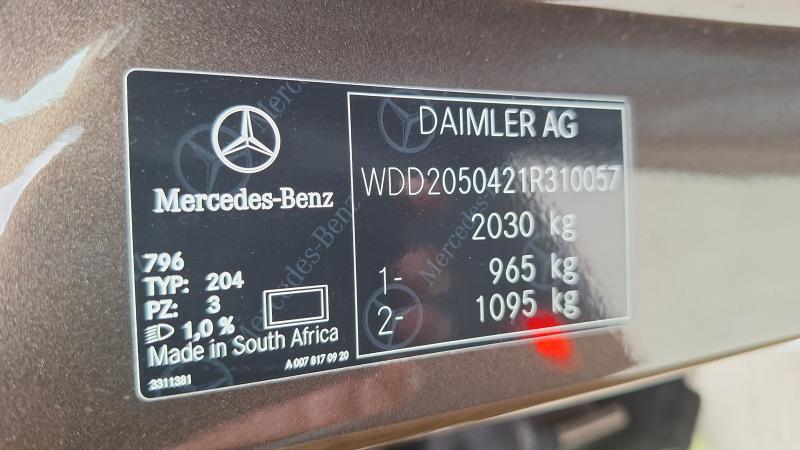 Mercedes-Benz
796
TYP: 204
PZ: 3
1,0 %
Made in South Africa
A 007 817 09 20
3311381
DAIMLER AG
WDD2050421R310057
2030 kg
1- 965 kg
2- 1095 kg